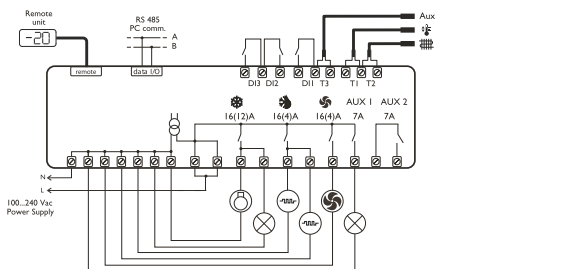 Remote
unit
-20
RS 485
PC comm.
A
B
Aux
remote
data I/O
DI3 DI2 DI1 T3 T1 T2
AUX 1 AUX 2
16(12)A 16(4)A 16(4)A 7A 7A
N
L
100...240 Vac
Power Supply